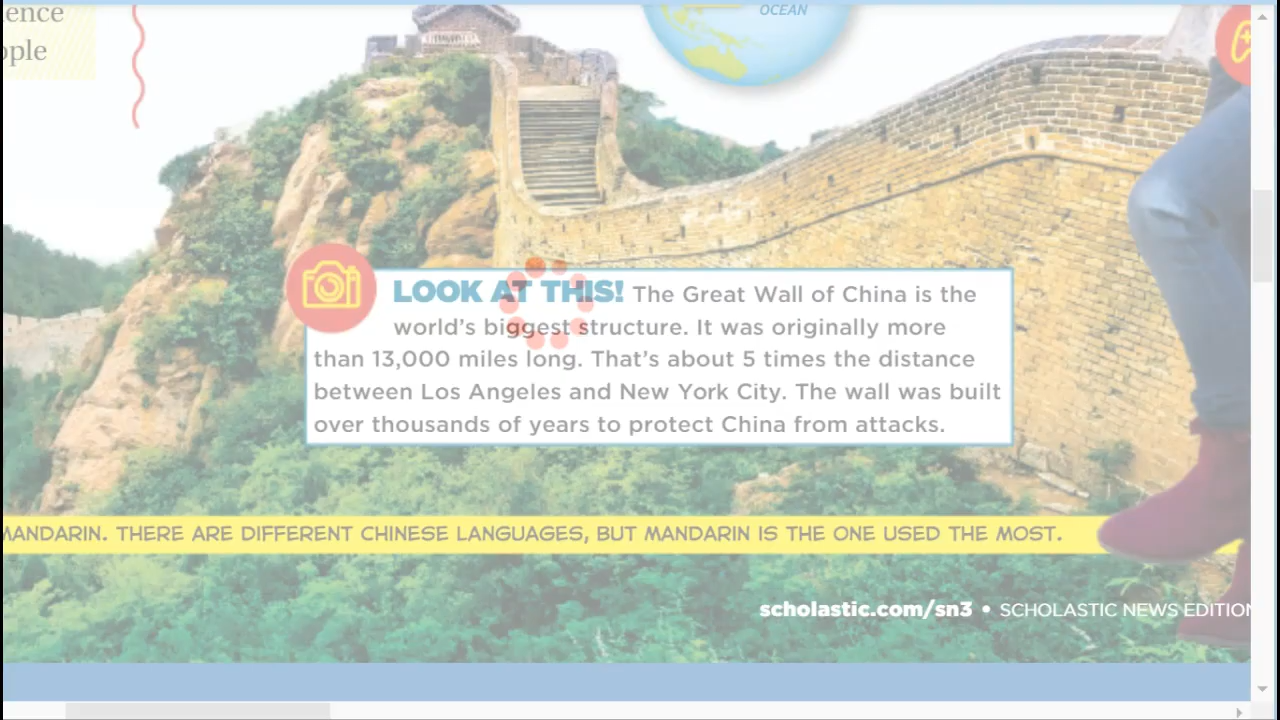 ence
ople
OCEAN
LOOK AT THIS! The Great Wall of China is the
world's biggest structure. It was originally more
than 13,000 miles long. That's about 5 times the distance
between Los Angeles and New York City. The wall was built
over thousands of years to protect China from attacks.
MANDARIN. THERE ARE DIFFERENT CHINESE LANGUAGES, BUT MANDARIN IS THE ONE USED THE MOST.
scholastic.com/sn3 • SCHOLASTIC NEWS EDITION